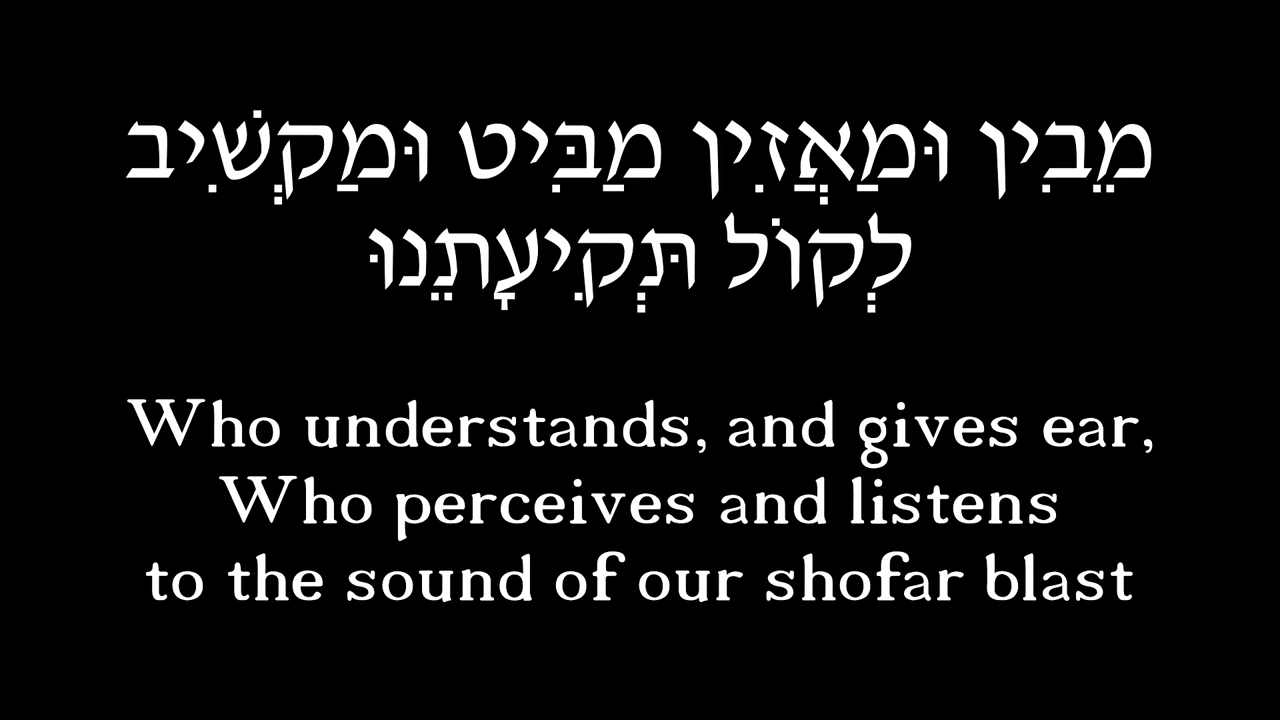 מֵבִין וּמַאֲזִין מַבִּיט וּמַקְשִׁיב
לְקוֹל תְּקִיעָתֵנוּ
Who understands, and gives ear,
Who perceives and listens
to the sound of our shofar blast